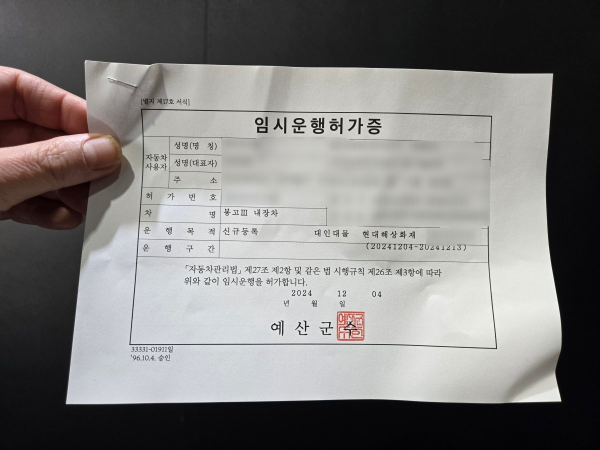 [별지 제17호 서식]
임시운행허가증
자동차 사용자
성명(명 칭)
성명(대표자)
주 소
허 가 번 호
차 명 봉고Ⅲ 내장차
운 행 목 적 신규등록 대인대물 현대해상화재
운 행 구 간 (20241204-20241213)
「자동차관리법」 제27조 제2항 및 같은 법 시행규칙 제26조 제3항에 따라
위와 같이 임시운행을 허가합니다.
2024 12 04
년 월 일
예 산 군 수
33331-01911일
'96.10.4. 승인